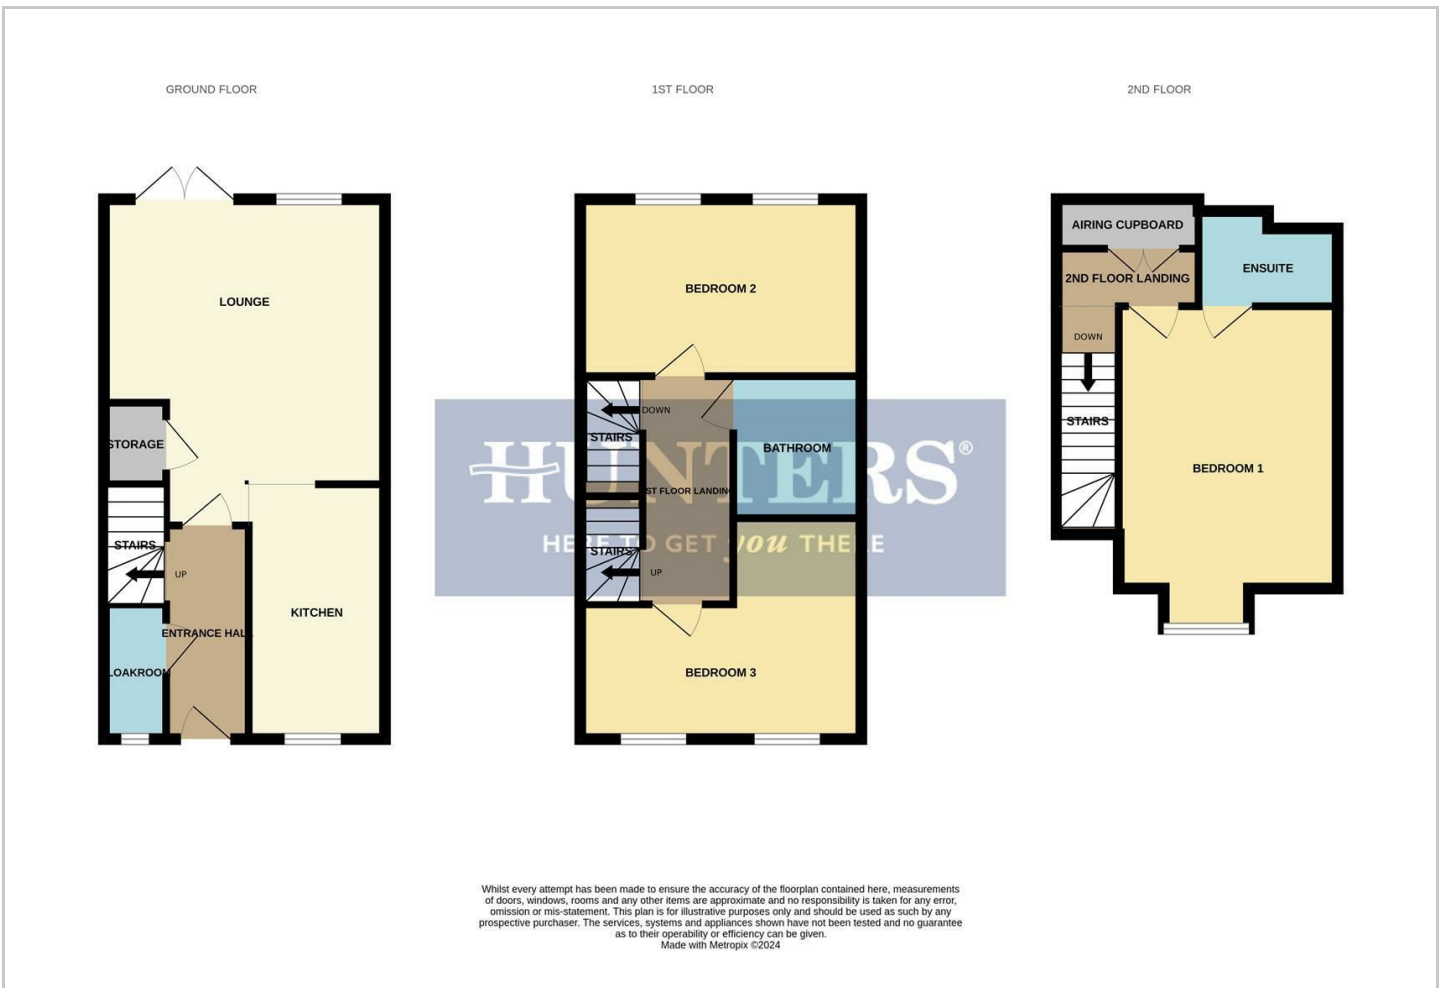 GROUND FLOOR
LOUNGE
STORAGE
STAIRS
UP
ENTRANCE HALL
LOAKROOM
KITCHEN
1ST FLOOR
BEDROOM 2
DOWN
STAIRS
BATHROOM
ST FLOOR LANDING
STAIRS
UP
BEDROOM 3
HUNTERS®
HERE TO GET you THERE
2ND FLOOR
AIRING CUPBOARD
ENSUITE
2ND FLOOR LANDING
DOWN
STAIRS
BEDROOM 1
Whilst every attempt has been made to ensure the accuracy of the floorplan contained here, measurements
of doors, windows, rooms and any other items are approximate and no responsibility is taken for any error,
omission or mis-statement. This plan is for illustrative purposes only and should be used as such by any
prospective purchaser. The services, systems and appliances shown have not been tested and no guarantee
as to their operability or efficiency can be given.
Made with Metropix ©2024